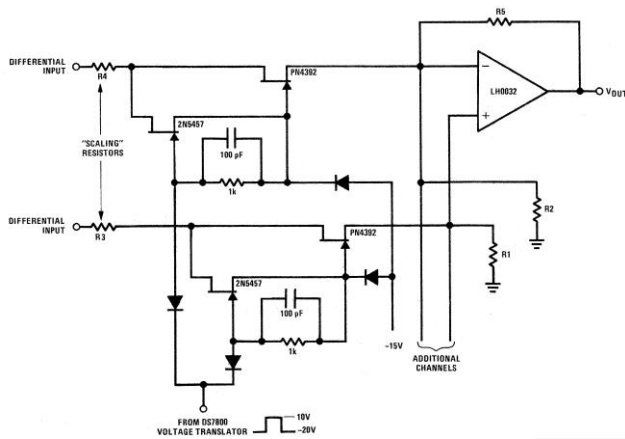 R5
DIFFERENTIAL
INPUT
R4
PN4392
LH0032
−
+
VOUT
"SCALING"
RESISTORS
2N5457
100 pF
1k
DIFFERENTIAL
INPUT
R3
PN4392
R2
R1
2N5457
100 pF
1k
−15V
ADDITIONAL
CHANNELS
FROM DS7800
VOLTAGE TRANSLATOR
10V
−20V